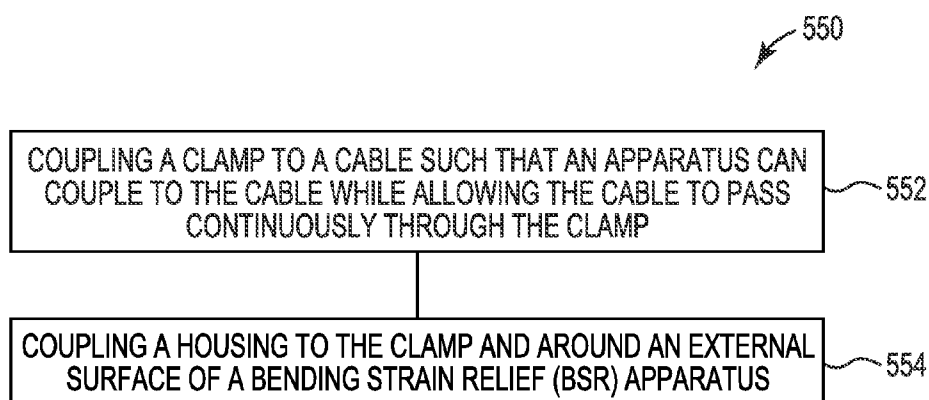 550
COUPLING A CLAMP TO A CABLE SUCH THAT AN APPARATUS CAN
COUPLE TO THE CABLE WHILE ALLOWING THE CABLE TO PASS
CONTINUOUSLY THROUGH THE CLAMP
552
COUPLING A HOUSING TO THE CLAMP AND AROUND AN EXTERNAL
SURFACE OF A BENDING STRAIN RELIEF (BSR) APPARATUS
554